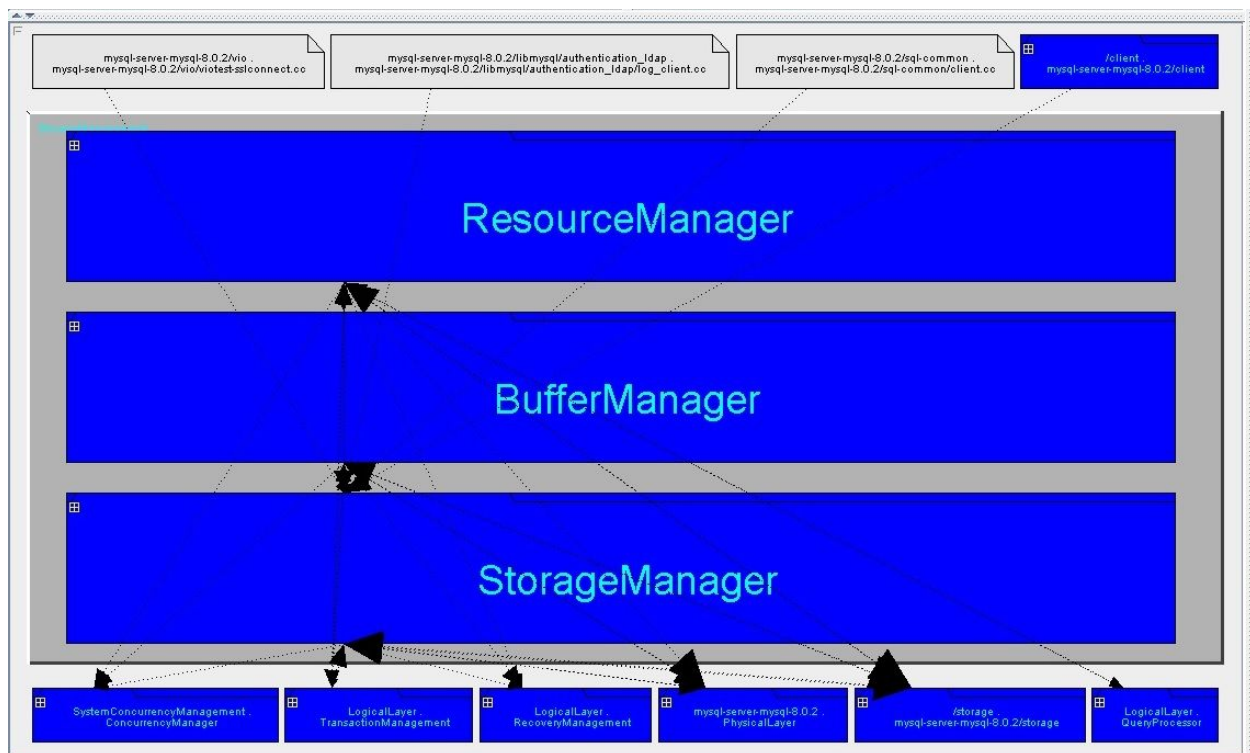 mysql-server-mysql-8.0.2/vio .
mysql-server-mysql-8.0.2/vio/viotest-sslconnect.cc
mysql-server-mysql-8.0.2/libmysql/authentication_ldap .
mysql-server-mysql-8.0.2/libmysql/authentication_ldap/log_client.cc
mysql-server-mysql-8.0.2/sql-common .
mysql-server-mysql-8.0.2/sql-common/client.cc
/client .
mysql-server-mysql-8.0.2/client
ResourceManager
BufferManager
StorageManager
SystemConcurrencyManagement .
ConcurrencyManager
LogicalLayer .
TransactionManagement
LogicalLayer .
RecoveryManagement
mysql-server-mysql-8.0.2 .
PhysicalLayer
/storage .
mysql-server-mysql-8.0.2/storage
LogicalLayer .
QueryProcessor